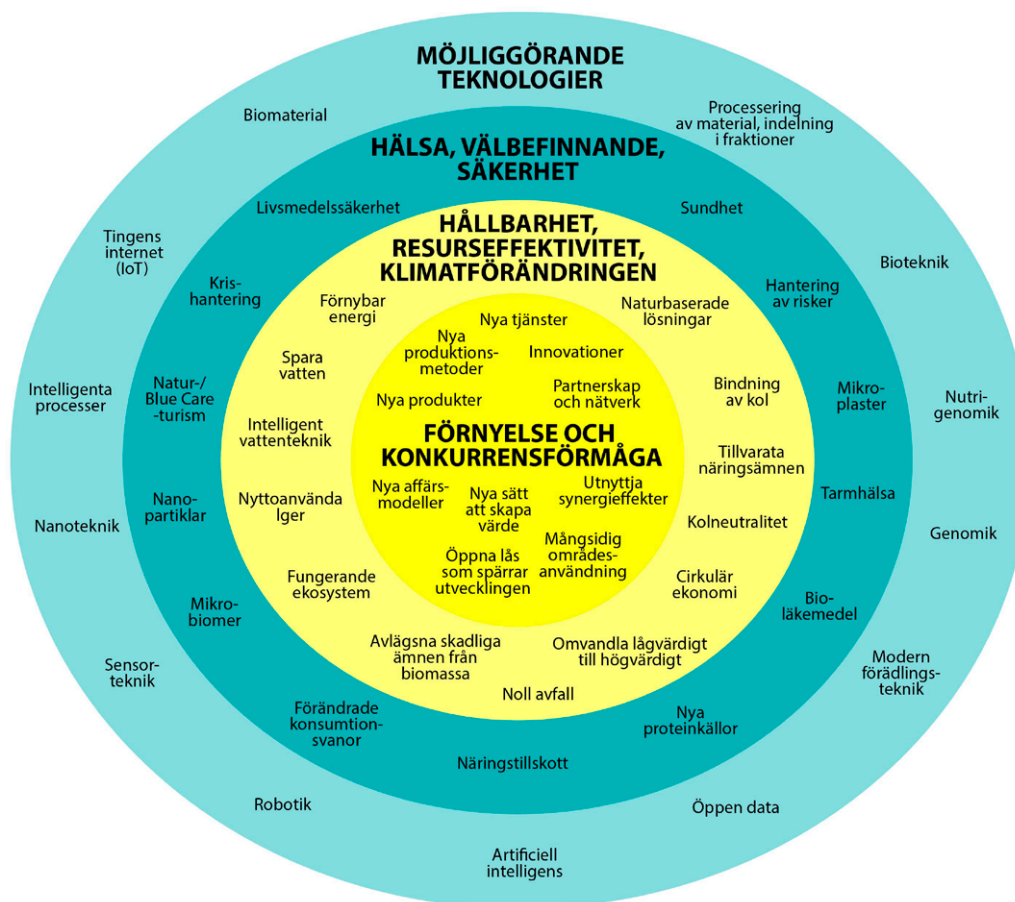 MÖJLIGGÖRANDE
TEKNOLOGIER
Biomaterial
Processering
av material, indelning
i fraktioner
Tingens
internet
(IoT)
Bioteknik
Intelligenta
processer
Nutri-
genomik
Nanoteknik
Genomik
Sensor-
teknik
Modern
förädlings-
teknik
Robotik
Öppen data
Artificiell
intelligens
HÄLSA, VÄLBEFINNANDE,
SÄKERHET
Livsmedelssäkerhet
Sundhet
Kris-
hantering
Hantering
av risker
Natur-/
Blue Care
-turism
Mikro-
plaster
Nano-
partiklar
Tarmhälsa
Mikro-
biomer
Bio-
läkemedel
Förändrade
konsumtion-
svanor
Nya
proteinkällor
Näringstillskott
HÅLLBARHET,
RESURSEFFEKTIVITET,
KLIMATFÖRÄNDRINGEN
Förnybar
energi
Naturbaserade
lösningar
Spara
vatten
Bindning
av kol
Intelligent
vattenteknik
Tillvarata
näringsämnen
Nyttoanvända
lger
Kolneutralitet
Fungerande
ekosystem
Cirkulär
ekonomi
Avlägsna skadliga
ämnen från
biomassa
Omvandla lågvärdigt
till högvärdigt
Noll avfall
Nya tjänster
Nya
produktions-
metoder
Innovationer
Nya produkter
Partnerskap
och nätverk
FÖRNYELSE OCH
KONKURRENSFÖRMÅGA
Nya affärs-
modeller
Nya sätt
att skapa
värde
Utnyttja
synergieffekter
Öppna lås
som spärrar
utvecklingen
Mångsidig
områdes-
användning